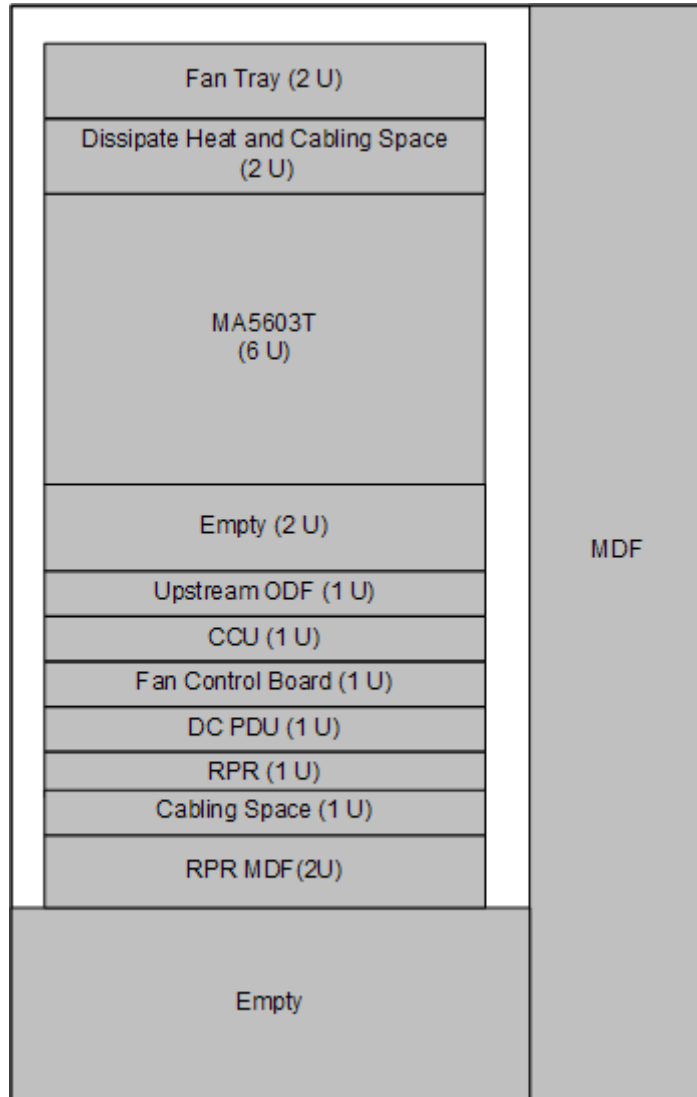 Fan Tray (2 U)
Dissipate Heat and Cabling Space
(2 U)
MA5603T
(6 U)
Empty (2 U)
MDF
Upstream ODF (1 U)
CCU (1 U)
Fan Control Board (1 U)
DC PDU (1 U)
RPR (1 U)
Cabling Space (1 U)
RPR MDF(2U)
Empty